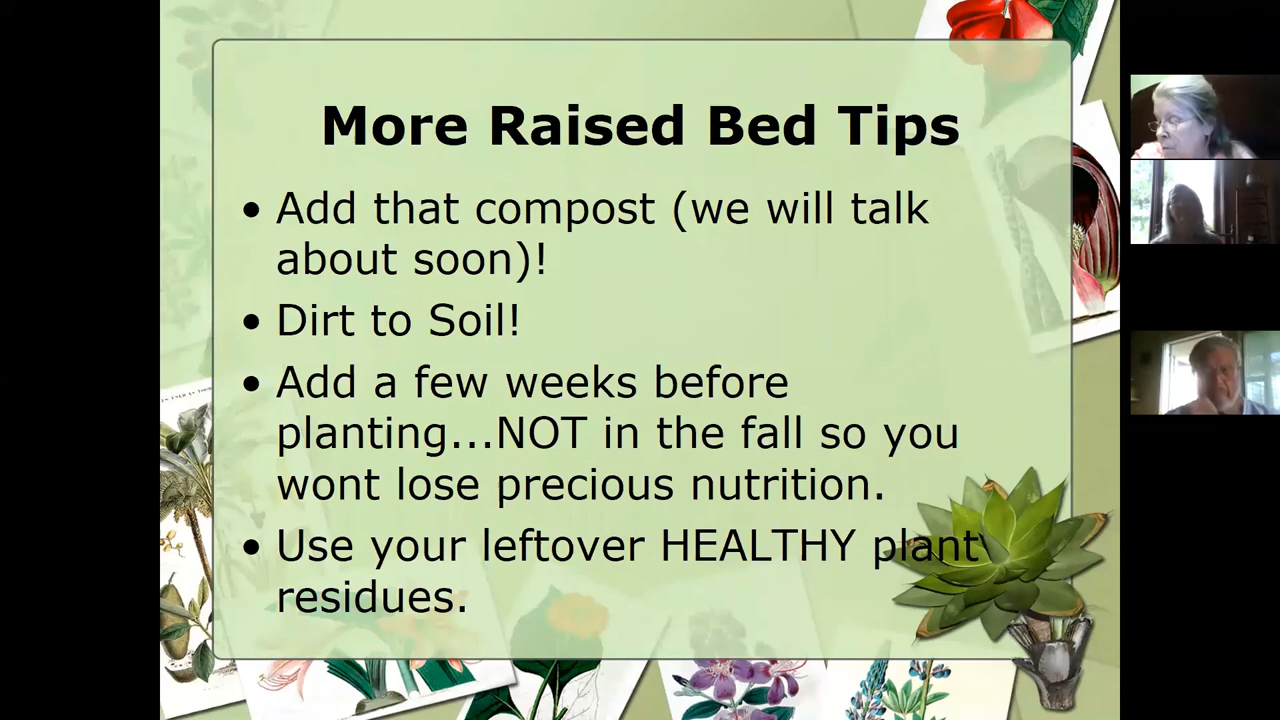 More Raised Bed Tips
• Add that compost (we will talk
about soon)!
• Dirt to Soil!
• Add a few weeks before
planting...NOT in the fall so you
wont lose precious nutrition.
• Use your leftover HEALTHY plant
residues.